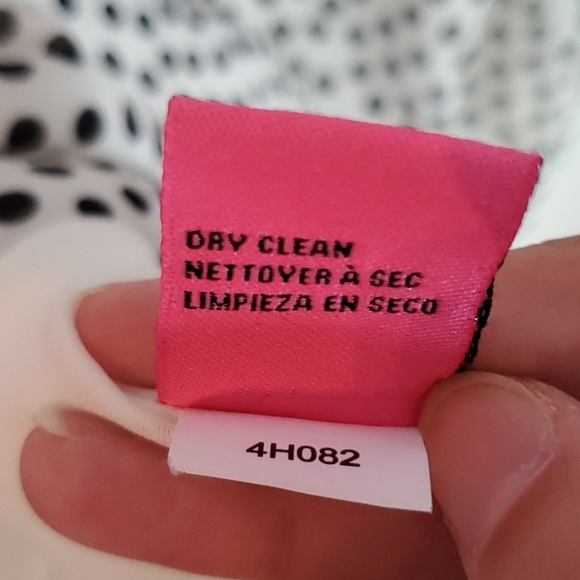 DRY CLEAN
NETTOYER À SEC
LIMPIEZA EN SECO
4H082